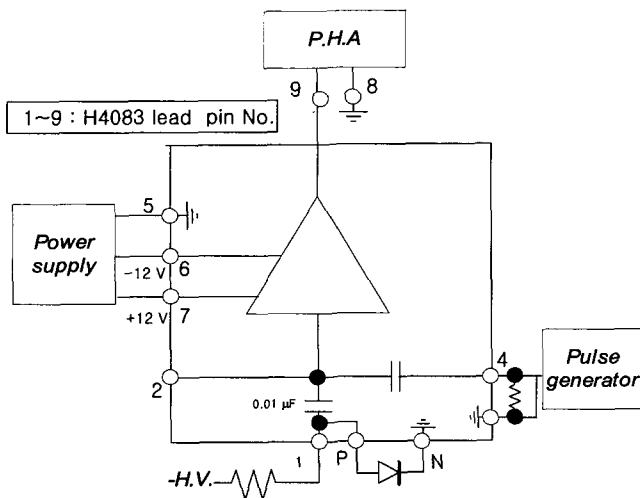 P.H.A
9
8
1~9 : H4083 lead pin No.
5
Power
supply
-12 V
6
+12 V
7
2
4
Pulse
generator
0.01 µF
1
P
N
-H.V.